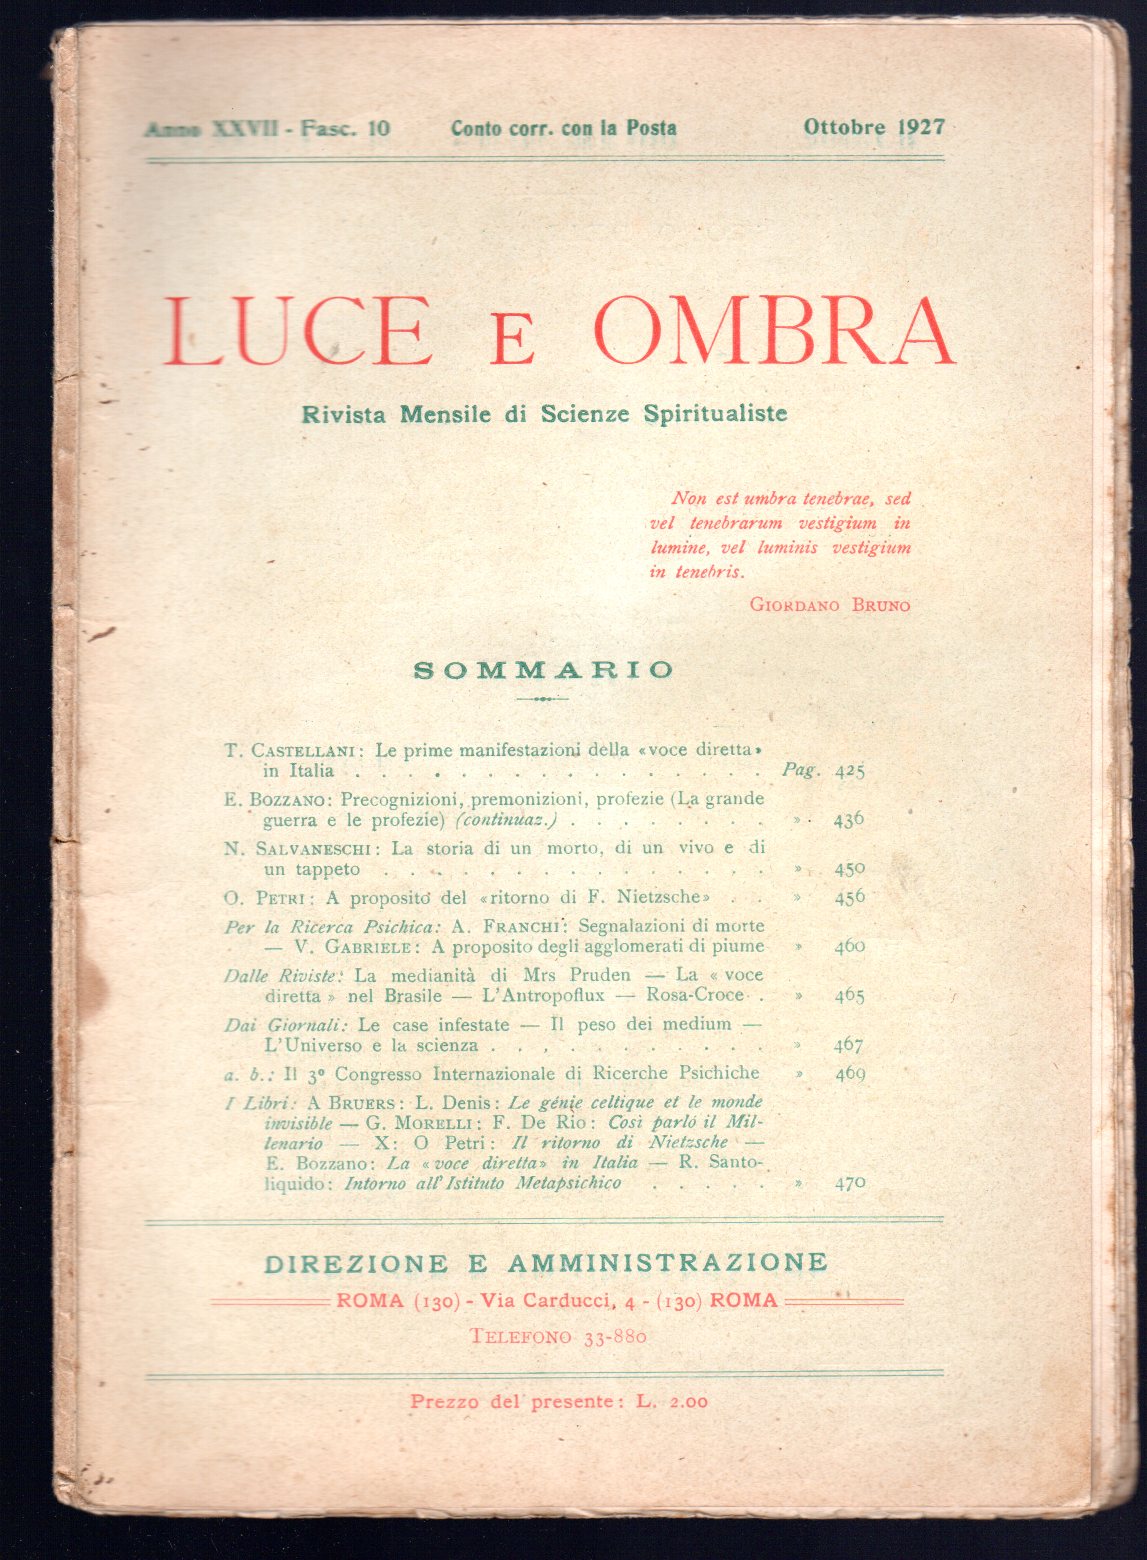 Anno XXVII - Fasc. 10 Conto corr. con la Posta Ottobre 1927
LUCE E OMBRA
Rivista Mensile di Scienze Spiritualiste
Non est umbra tenebrae, sed
vel tenebrarum vestigium in
lumine, vel luminis vestigium
in tenebris.
GIORDANO BRUNO
SOMMARIO
T. CASTELLANI: Le prime manifestazioni della «voce diretta»
in Italia . . . . . . . . . . . . . . . . Pag. 425
E. BOZZANO: Precognizioni, premonizioni, profezie (La grande
guerra e le profezie) (continuaz.) . . . . . . . . » 436
N. SALVANESCHI: La storia di un morto, di un vivo e di
un tappeto . . . . . . . . . . . . . . . » 450
O. PETRI: A proposito del «ritorno di F. Nietzsche» . . » 456
Per la Ricerca Psichica: A. FRANCHI: Segnalazioni di morte
— V. GABRIELE: A proposito degli agglomerati di piume » 460
Dalle Riviste: La medianità di Mrs Pruden — La «voce
diretta» nel Brasile — L'Antropoflux — Rosa-Croce . » 465
Dai Giornali: Le case infestate — Il peso dei medium —
L'Universo e la scienza . . . . . . . . . . . » 467
a. b.: Il 3º Congresso Internazionale di Ricerche Psichiche » 469
I Libri: A BRUERS: L. Denis: Le génie celtique et le monde
invisible — G. MORELLI: F. De Rio: Così parlò il Mil-
lenario — X: O Petri: Il ritorno di Nietzsche —
E. Bozzano: La «voce diretta» in Italia — R. Santo-
liquido: Intorno all'Istituto Metapsichico . . . . . » 470
DIREZIONE E AMMINISTRAZIONE
ROMA (130) - Via Carducci, 4 - (130) ROMA
TELEFONO 33-880
Prezzo del presente: L. 2.00